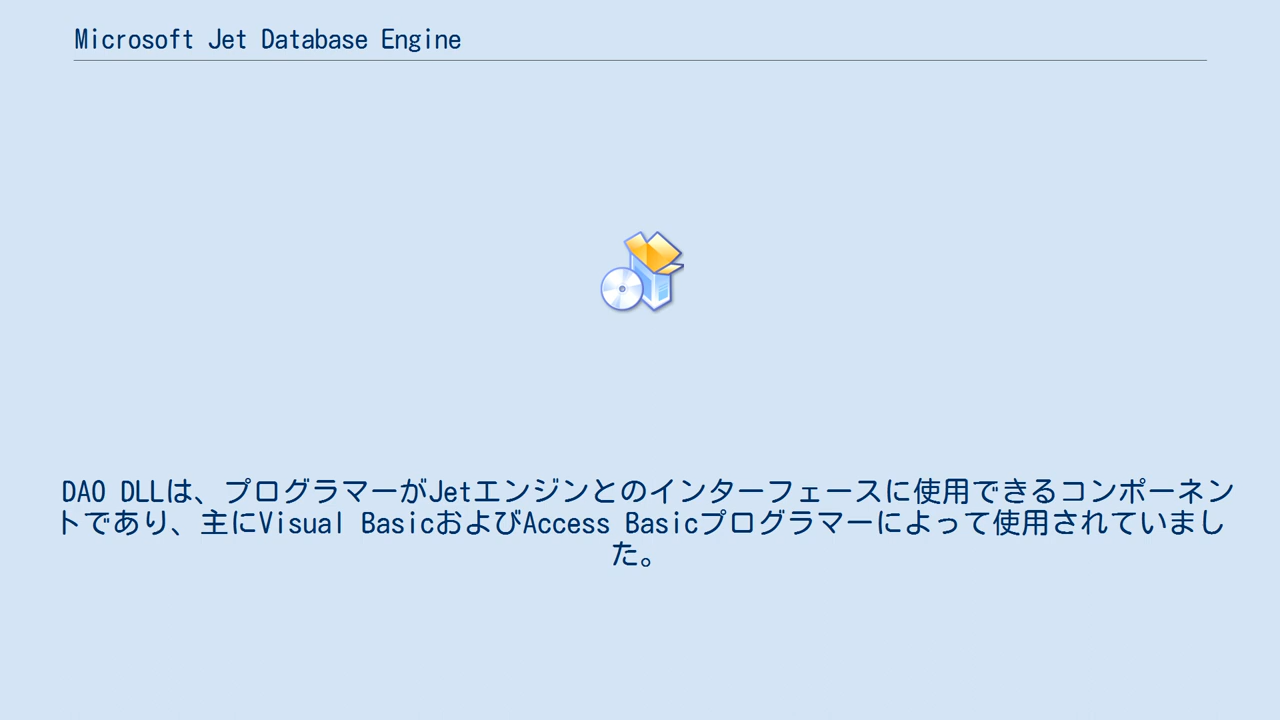 Microsoft Jet Database Engine
DAO DLLは、プログラマーがJetエンジンとのインターフェースに使用できるコンポーネン
トであり、主にVisual BasicおよびAccess Basicプログラマーによって使用されていまし
た。